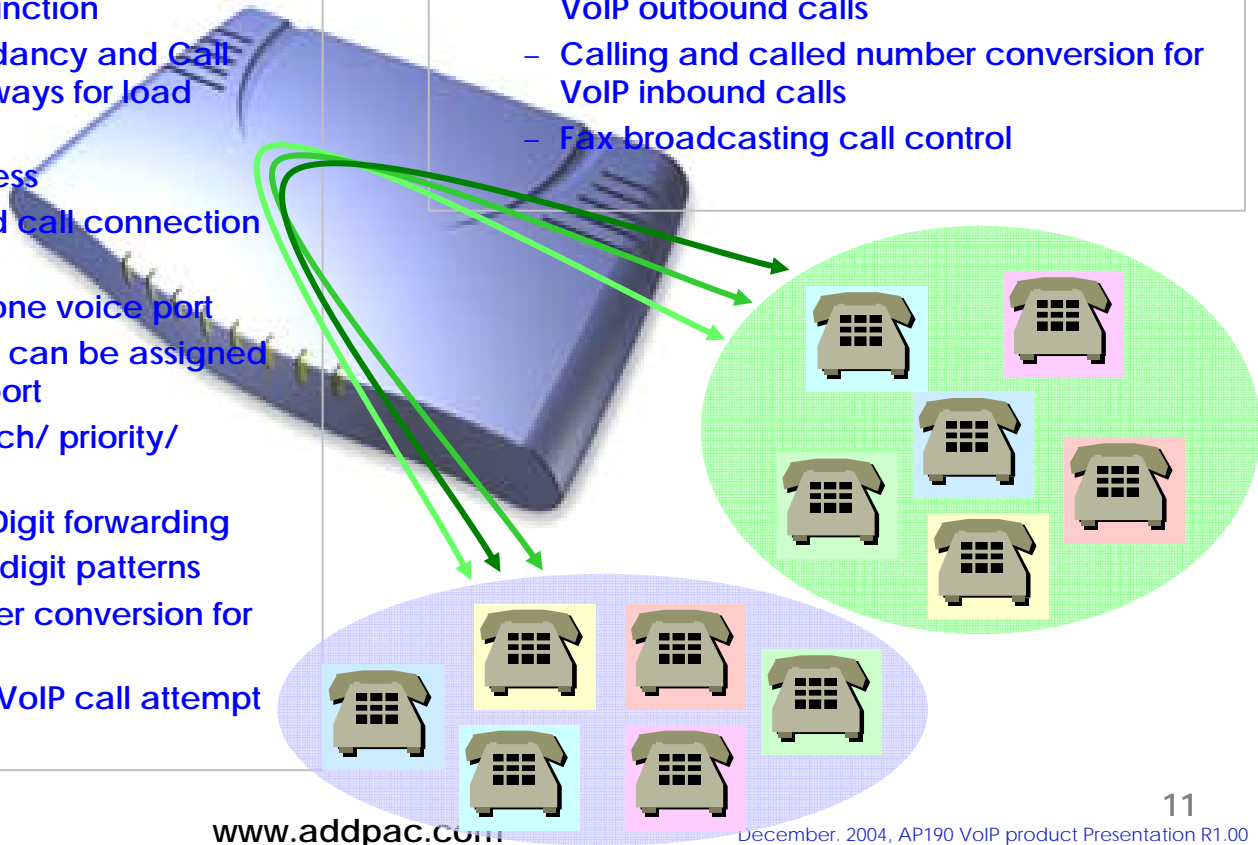 nction
dancy and Call
ways for load
ess
d call connection
one voice port
can be assigned
port
ch/ priority/
Digit forwarding
digit patterns
er conversion for
VoIP call attempt
VoIP outbound calls
– Calling and called number conversion for
VoIP inbound calls
– Fax broadcasting call control
11
www.addpac.com
December. 2004, AP190 VoIP product Presentation R1.00